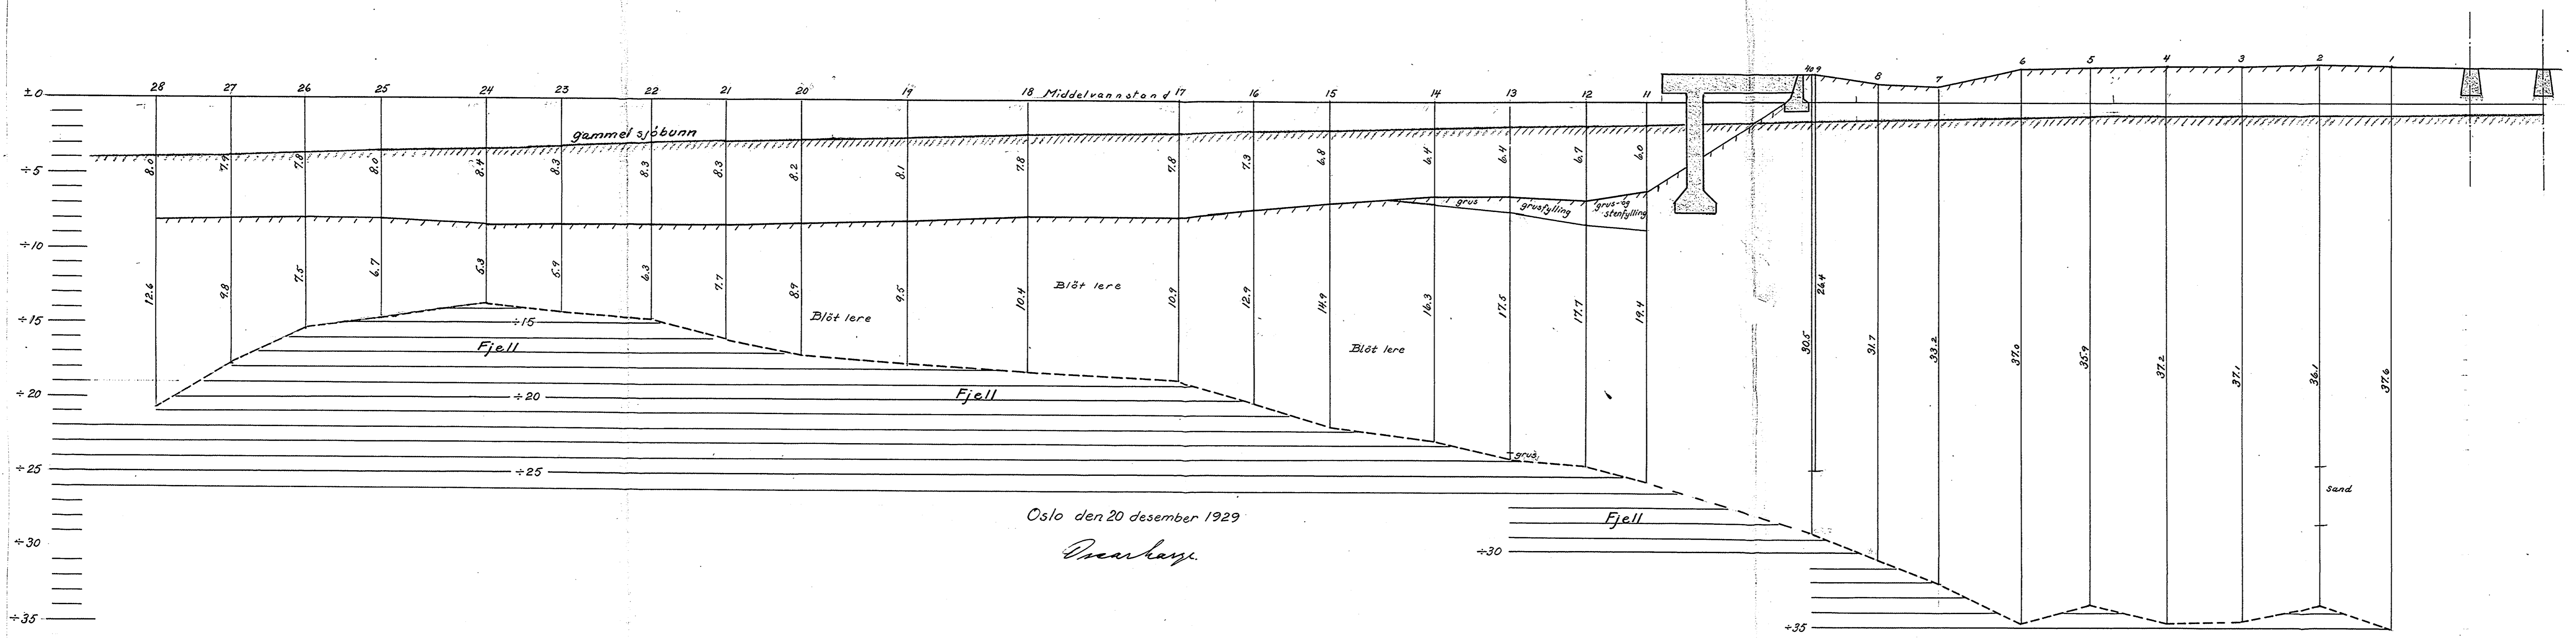 28 27 26 25 24 23 22 21 20 19 18 Middelvannstand 17 16 15 14 13 12 11 9 8 7 6 5 4 3 2 1
±0
gammel sjöbunn
8.0 7.9 7.8 8.0 8.4 8.3 8.3 8.3 8.2 8.1 7.8 7.8 7.3 6.8 6.4 6.4 6.7 6.0
÷5
grus grusfylling grus- og
stenfylling
÷10
12.6 9.8 7.5 6.7 5.3 5.9 6.3 7.7 8.9 9.5 10.4 10.9 12.9 14.9 16.3 17.5 17.7 19.4 30.5 26.4 31.7 33.2 37.0 35.9 37.2 37.1 36.1 37.6
Blöt lere
Blöt lere
Blöt lere
÷15
÷15
Fjell
÷20
÷20
Fjell
grus
÷25
÷25
sand
Oslo den 20 desember 1929
Fjell
÷30
÷30
÷35
÷35